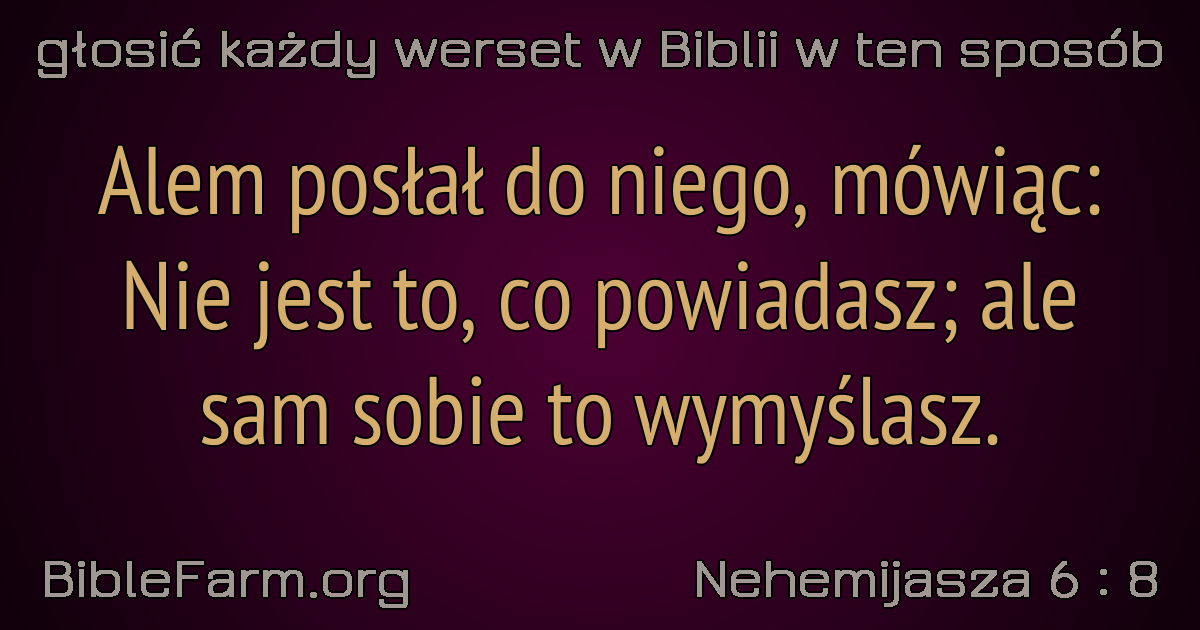 głosić każdy werset w Biblii w ten sposób
Alem posłał do niego, mówiąc:
Nie jest to, co powiadasz; ale
sam sobie to wymyślasz.
BibleFarm.org
Nehemijasza 6 : 8